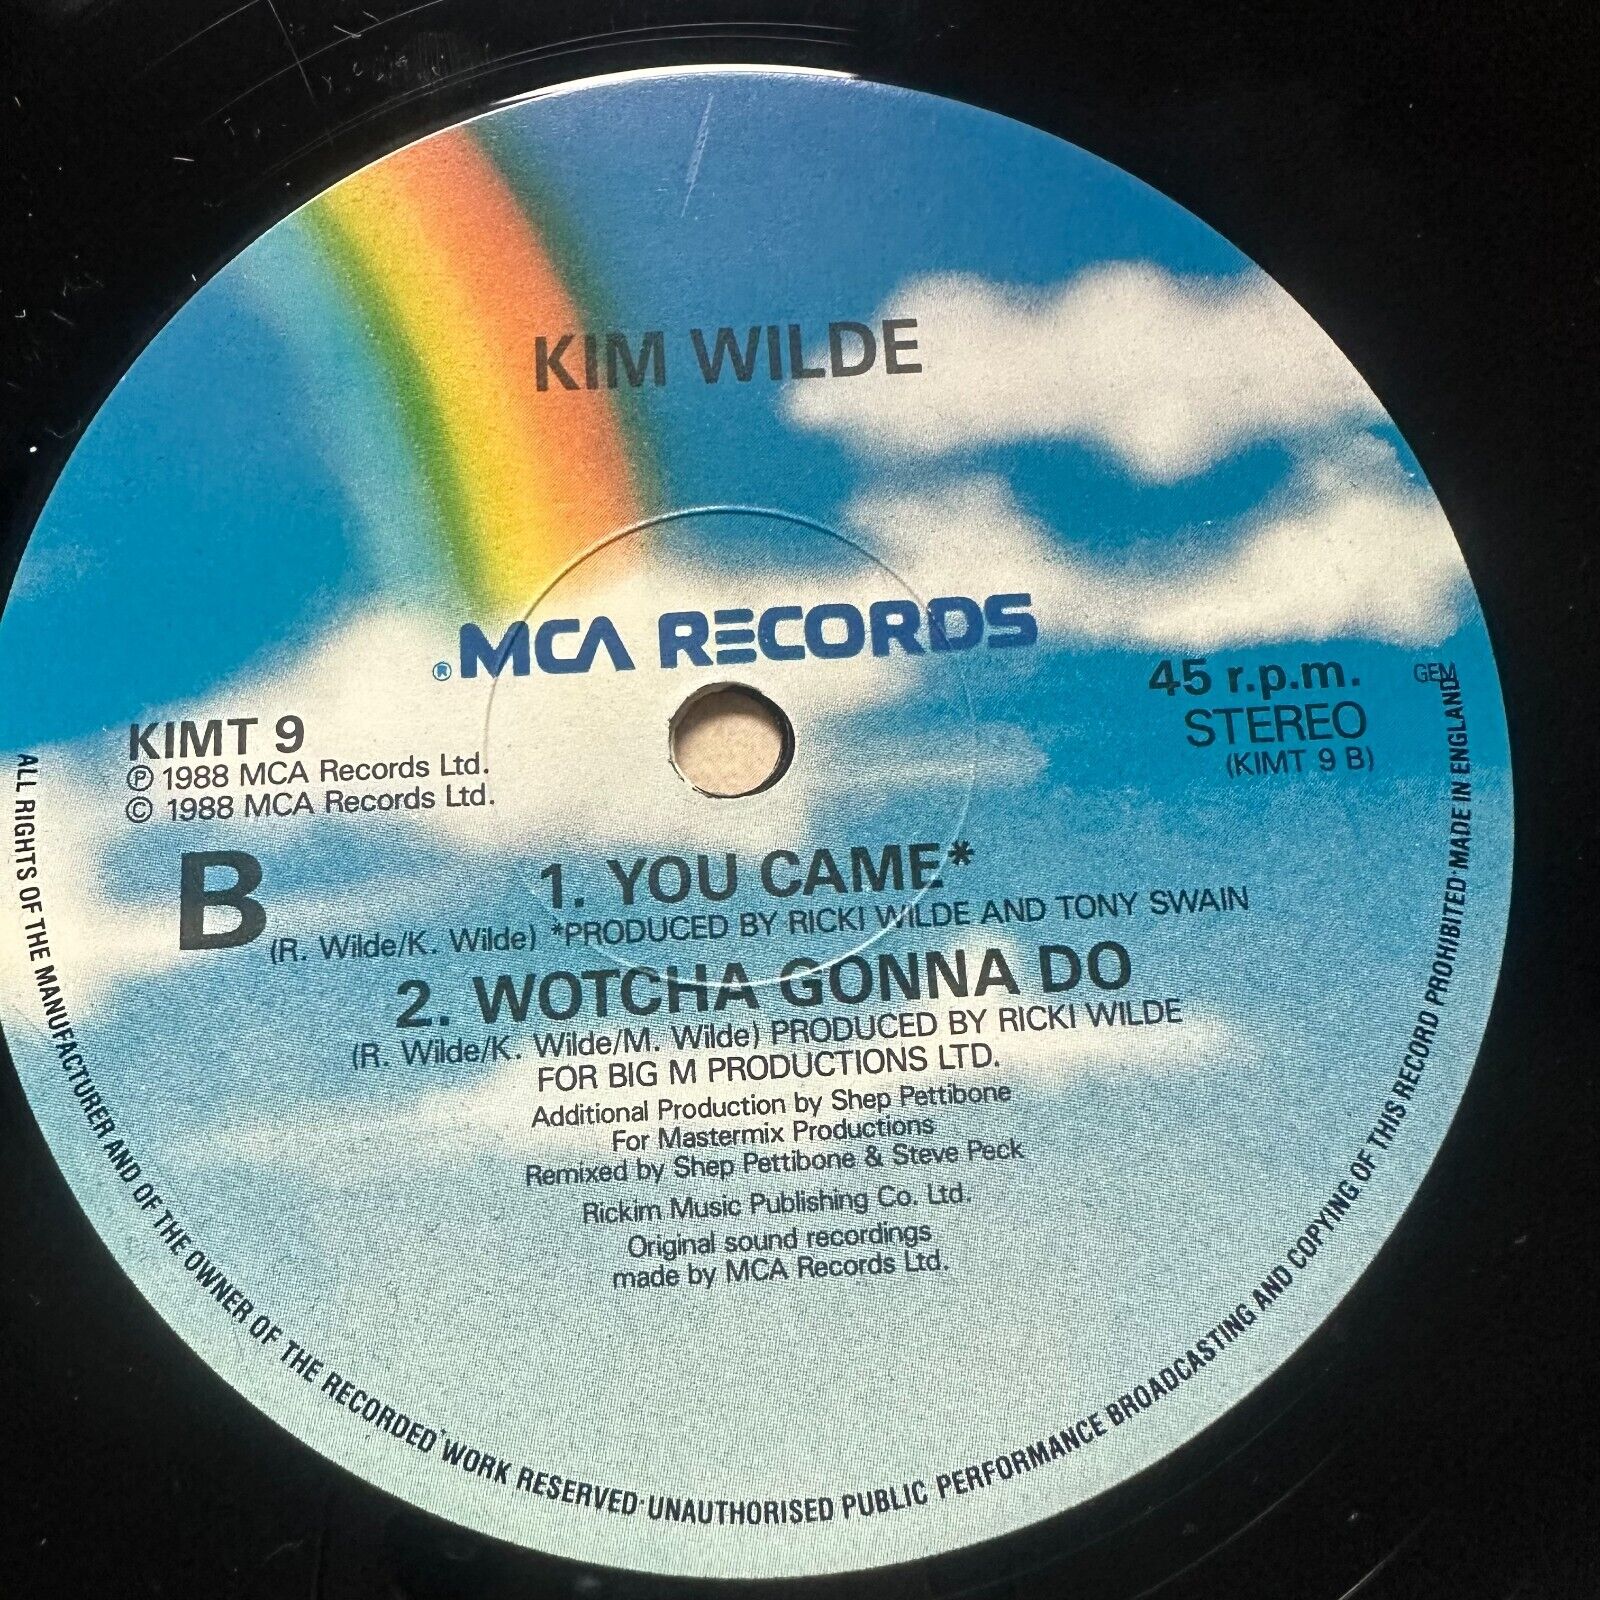 KIM WILDE
® MCA RECORDS
KIMT 9
℗ 1988 MCA Records Ltd.
© 1988 MCA Records Ltd.
45 r.p.m.
STEREO
(KIMT 9 B)
GEM
B
1. YOU CAME*
(R. Wilde/K. Wilde) *PRODUCED BY RICKI WILDE AND TONY SWAIN
2. WOTCHA GONNA DO
(R. Wilde/K. Wilde/M. Wilde) PRODUCED BY RICKI WILDE
FOR BIG M PRODUCTIONS LTD.
Additional Production by Shep Pettibone
For Mastermix Productions
Remixed by Shep Pettibone & Steve Peck
Rickim Music Publishing Co. Ltd.
Original sound recordings
made by MCA Records Ltd.
ALL RIGHTS OF THE MANUFACTURER AND OF THE OWNER OF THE RECORDED WORK RESERVED·UNAUTHORISED PUBLIC PERFORMANCE BROADCASTING AND COPYING OF THIS RECORD PROHIBITED·MADE IN ENGLAND